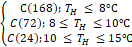 C(168); T_H ≤ 8°C
C(72); 8 ≤ T_H ≤ 10°C
C(24); 10 ≤ T_H ≤ 15°C